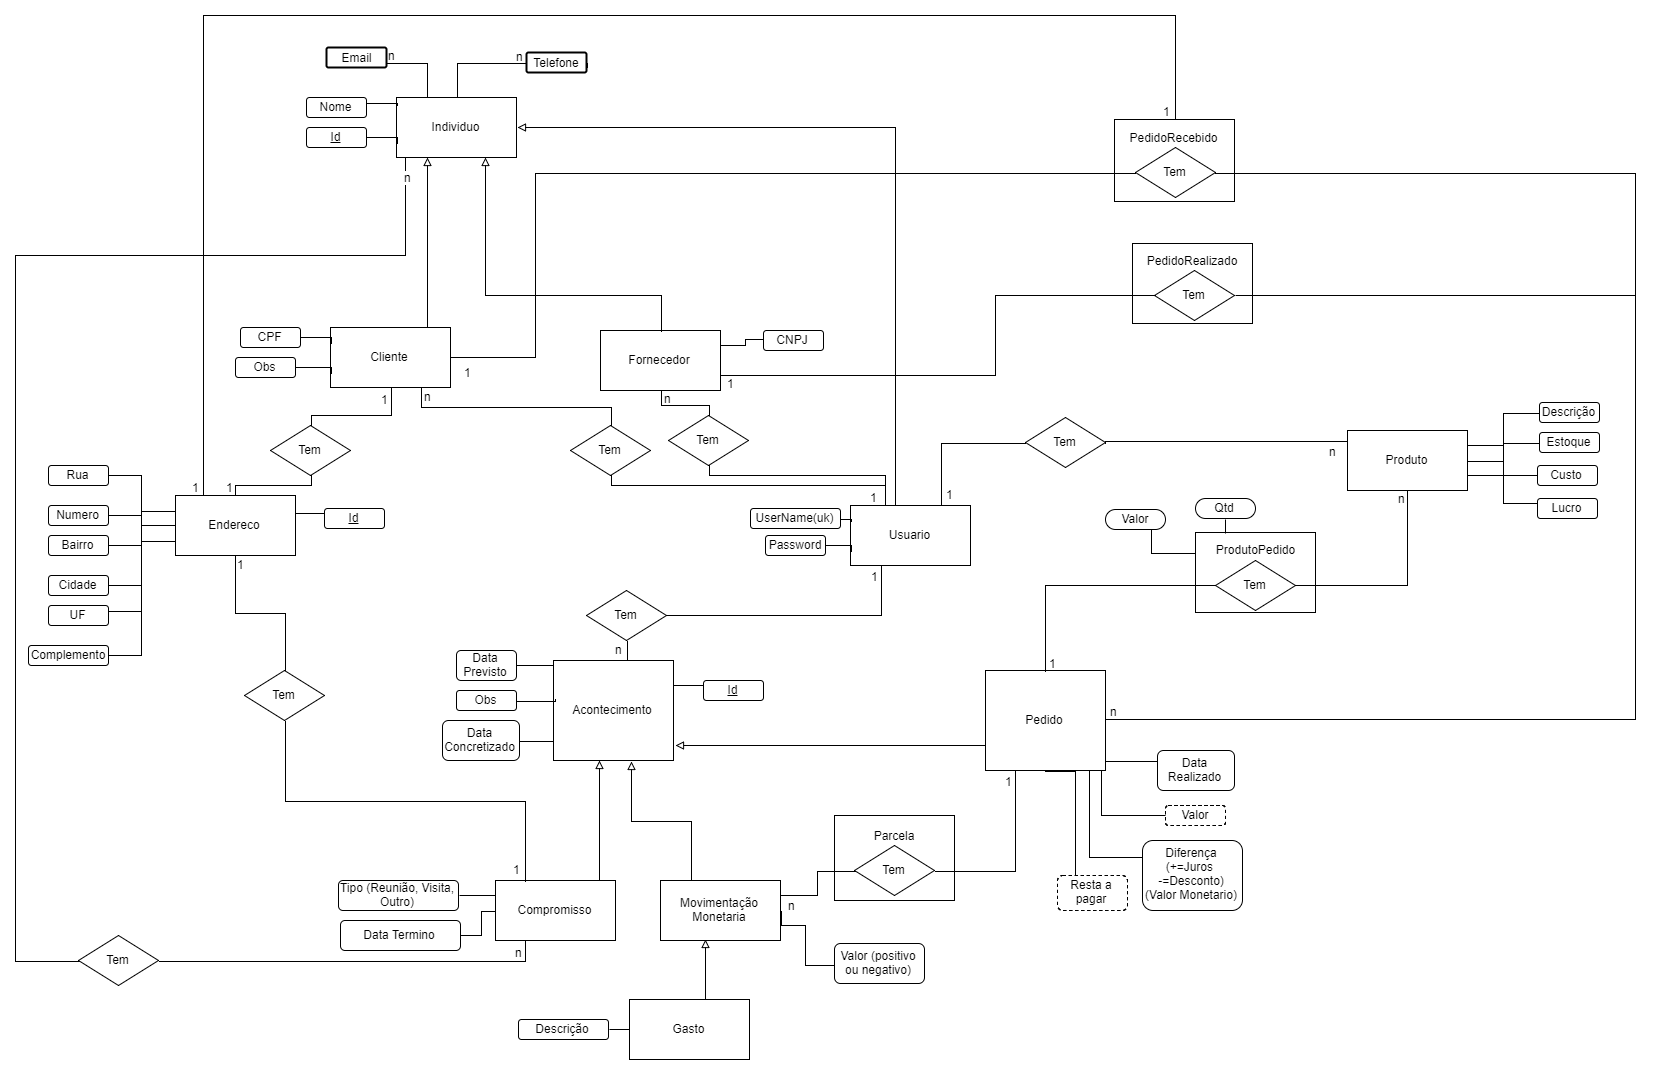 Email
n
n
Telefone
Nome
Individuo
Id
n
1
PedidoRecebido
Tem
PedidoRealizado
Tem
CPF
Cliente
Obs
1
Fornecedor
CNPJ
1
1
n
n
Tem
Tem
Tem
Tem
n
Produto
Descrição
Estoque
Custo
Lucro
n
Rua
Numero
Bairro
Cidade
UF
Complemento
1
1
Endereco
Id
1
1
1
UserName(uk)
Password
Usuario
1
Valor
Qtd
ProdutoPedido
Tem
Tem
n
Data
Previsto
Obs
Data
Concretizado
Acontecimento
Id
Tem
1
Pedido
n
Data
Realizado
Valor
Diferença
(+=Juros
-=Desconto)
(Valor Monetario)
Resta a
pagar
1
Parcela
Tem
1
Tipo (Reunião, Visita,
Outro)
Data Termino
Compromisso
n
Tem
Movimentação
Monetaria
n
Valor (positivo
ou negativo)
Descrição
Gasto